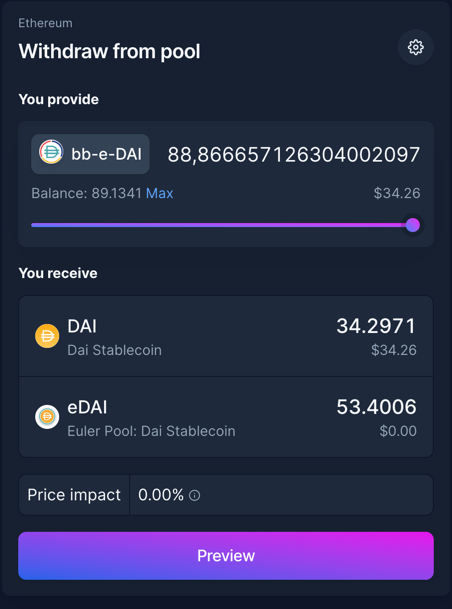 Ethereum
Withdraw from pool
You provide
bb-e-DAI 88,866657126304002097
Balance: 89.1341 Max $34.26
You receive
DAI 34.2971
Dai Stablecoin $34.26
eDAI 53.4006
Euler Pool: Dai Stablecoin $0.00
Price impact 0.00%
Preview